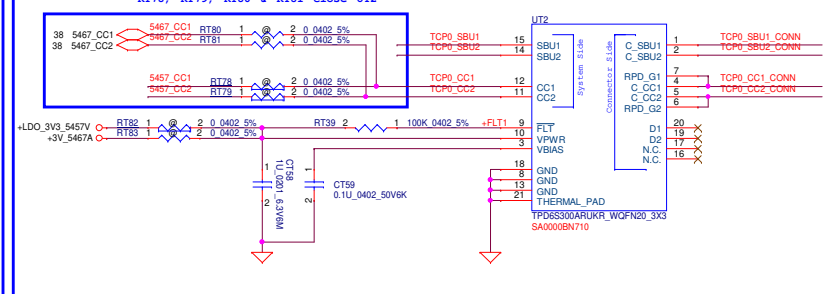 38 5467_CC1
38 5467_CC2
5467_CC1
5467_CC2
RT80 1 @ 2 0_0402_5%
RT81 1 @ 2 0_0402_5%
5457_CC1
5457_CC2
RT78 1 @ 2 0_0402_5%
RT79 1 @ 2 0_0402_5%
TCP0_SBU1
TCP0_SBU2
TCP0_CC1
TCP0_CC2
+LDO_3V3_5457V
+3V_5467A
RT82 1 @ 2 0_0402_5%
RT83 1 @ 2 0_0402_5%
RT39 2 1 100K_0402_5% +FLT1
1 2
CT58
1U_0201_6.3V6M
1 2
CT59
0.1U_0402_50V6K
UT2
15 SBU1
14 SBU2
12 CC1
11 CC2
9 FLT
10 VPWR
3 VBIAS
18 GND
8 GND
13 GND
21 THERMAL_PAD
System Side
Connector Side
C_SBU1 1
C_SBU2 2
RPD_G1 7
C_CC1 4
C_CC2 5
RPD_G2 6
D1 20
D2 19
N.C. 17
N.C. 16
TCP0_SBU1_CONN
TCP0_SBU2_CONN
TCP0_CC1_CONN
TCP0_CC2_CONN
TPD6S300ARUKR_WQFN20_3X3
SA0000BN710